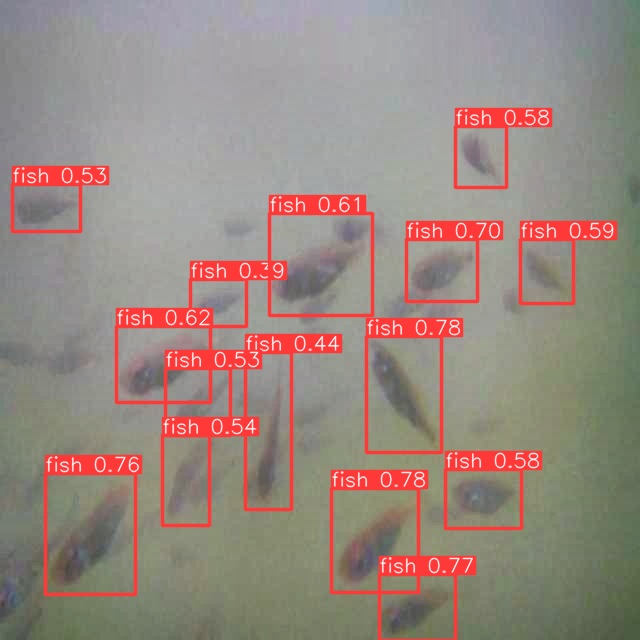 fish 0.58
fish 0.53
fish 0.61
fish 0.70
fish 0.59
fish 0.39
fish 0.62
fish 0.78
fish 0.44
fish 0.53
fish 0.54
fish 0.76
fish 0.58
fish 0.78
fish 0.77